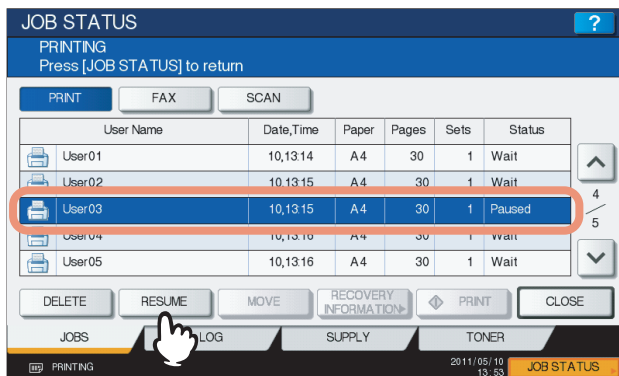 JOB STATUS ?
PRINTING
Press [JOB STATUS] to return
PRINT FAX SCAN
User Name Date,Time Paper Pages Sets Status
User01 10,13:14 A4 30 1 Wait
User02 10,13:15 A4 30 1 Wait
User03 10,13:15 A4 30 1 Paused
User04 10,13:16 A4 30 1 Wait
User05 10,13:16 A4 30 1 Wait
4
5
DELETE RESUME MOVE RECOVERY INFORMATION PRINT CLOSE
JOBS LOG SUPPLY TONER
PRINTING 2011/05/10
13:53 JOB STATUS